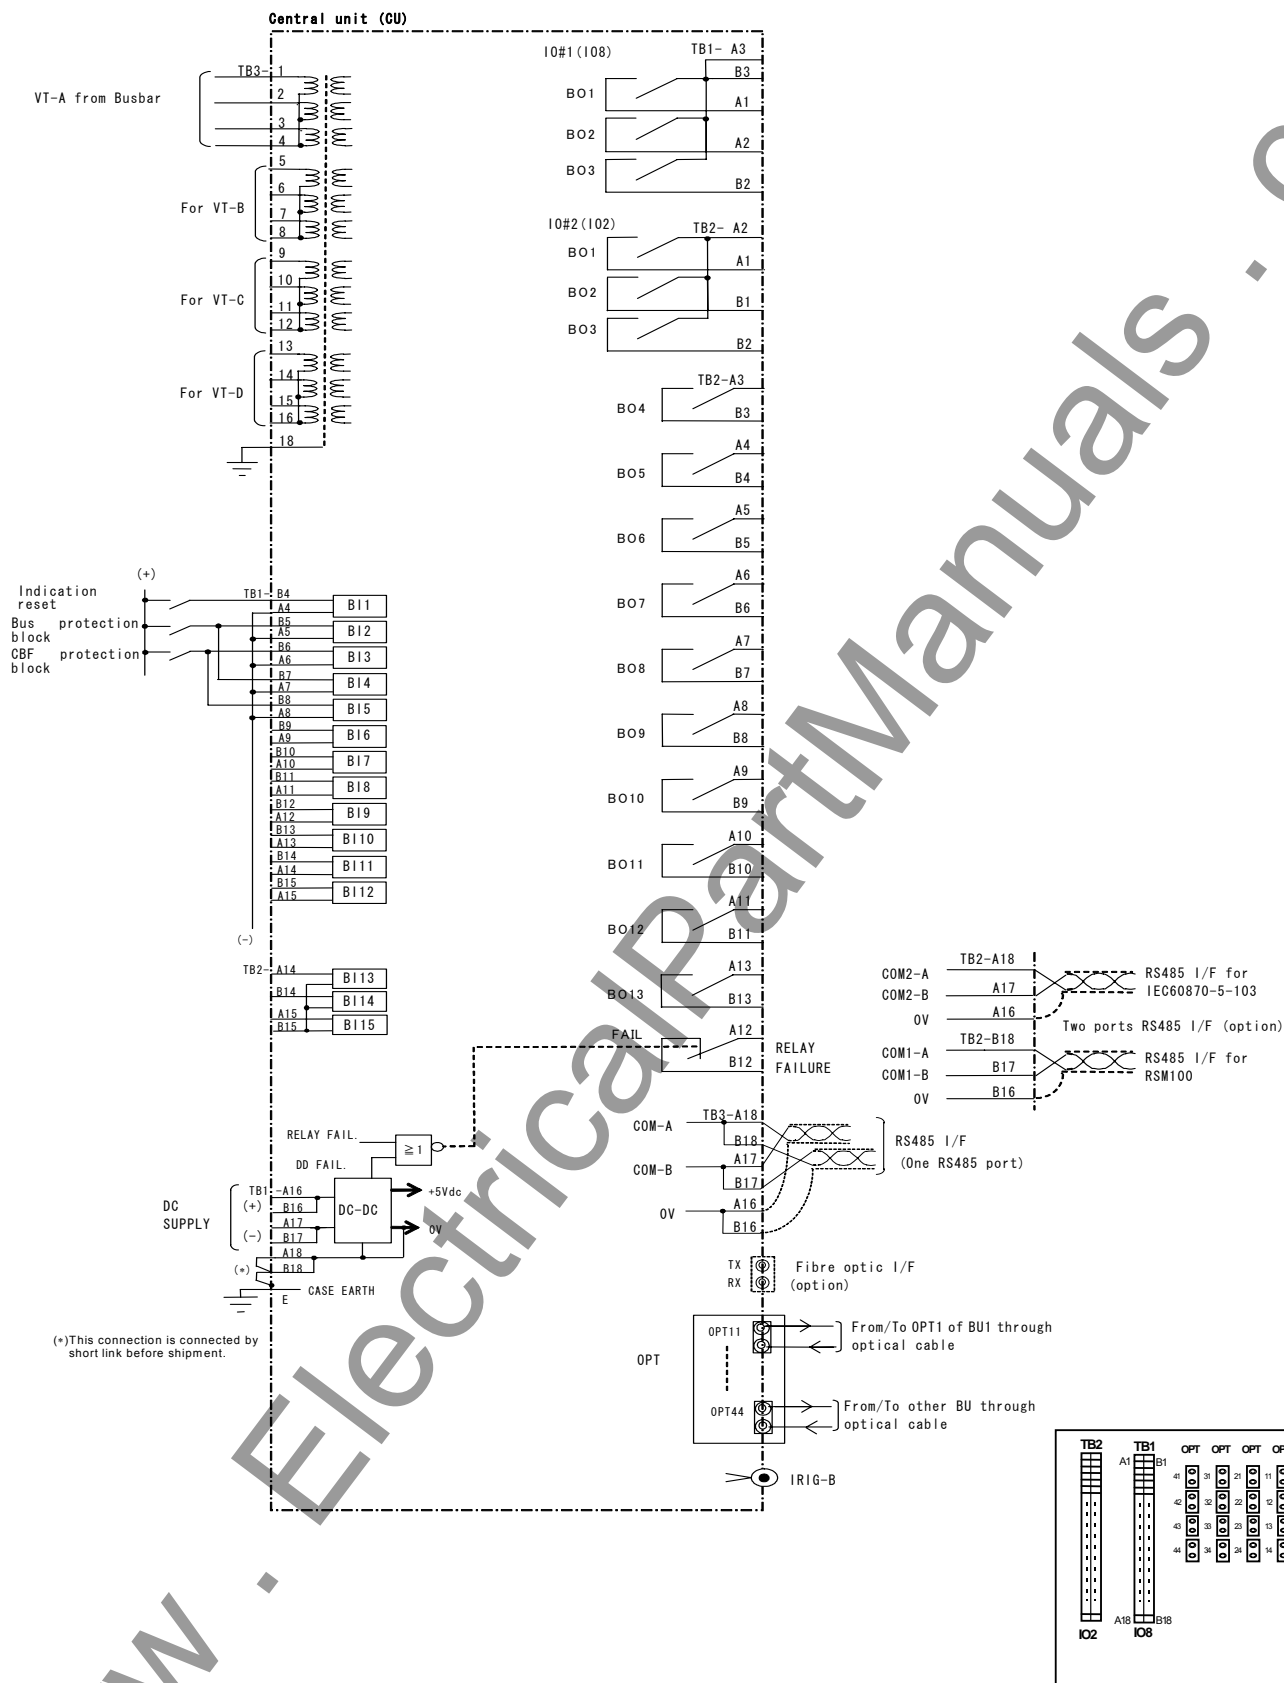 Central unit (CU)
VT-A from Busbar
TB3- 1
2
3
4
For VT-B
5
6
7
8
For VT-C
9
10
11
12
For VT-D
13
14
15
16
18
IO#1(IO8)
TB1- A3
B3
BO1
A1
BO2
A2
BO3
B2
IO#2(IO2)
TB2- A2
BO1
A1
BO2
B1
BO3
B2
TB2-A3
BO4
B3
A4
BO5
B4
A5
BO6
B5
A6
BO7
B6
A7
BO8
B7
A8
BO9
B8
A9
BO10
B9
A10
BO11
B10
A11
BO12
B11
A13
BO13
B13
FAIL
A12
B12
RELAY
FAILURE
(+)
Indication
reset
Bus protection
block
CBF protection
block
TB1- B4
A4
BI1
B5
A5
BI2
B6
A6
BI3
B7
A7
BI4
B8
A8
BI5
B9
A9
BI6
B10
A10
BI7
B11
A11
BI8
B12
A12
BI9
B13
A13
BI10
B14
A14
BI11
B15
A15
BI12
(-)
TB2- A14
BI13
B14
BI14
A15
B15
BI15
RELAY FAIL.
≧1
DD FAIL.
DC
SUPPLY
TB1 -A16
(+)
B16
A17
(-)
B17
DC-DC
+5Vdc
0V
A18
(*)
B18
E
CASE EARTH
(*)This connection is connected by
short link before shipment.
COM-A
TB3-A18
B18
COM-B
A17
B17
0V
A16
B16
RS485 I/F
(One RS485 port)
TX
RX
Fibre optic I/F
(option)
OPT
OPT11
From/To OPT1 of BU1 through
optical cable
OPT44
From/To other BU through
optical cable
IRIG-B
COM2-A
TB2-A18
COM2-B
A17
0V
A16
RS485 I/F for
IEC60870-5-103
Two ports RS485 I/F (option)
COM1-A
TB2-B18
COM1-B
B17
0V
B16
RS485 I/F for
RSM100
TB2
TB1
OPT OPT OPT
A1
B1
41 31 21 11
42 32 22 12
43 33 23 13
44 34 24 14
A18
B18
IO2
IO8
w . ElectricalPartManuals .